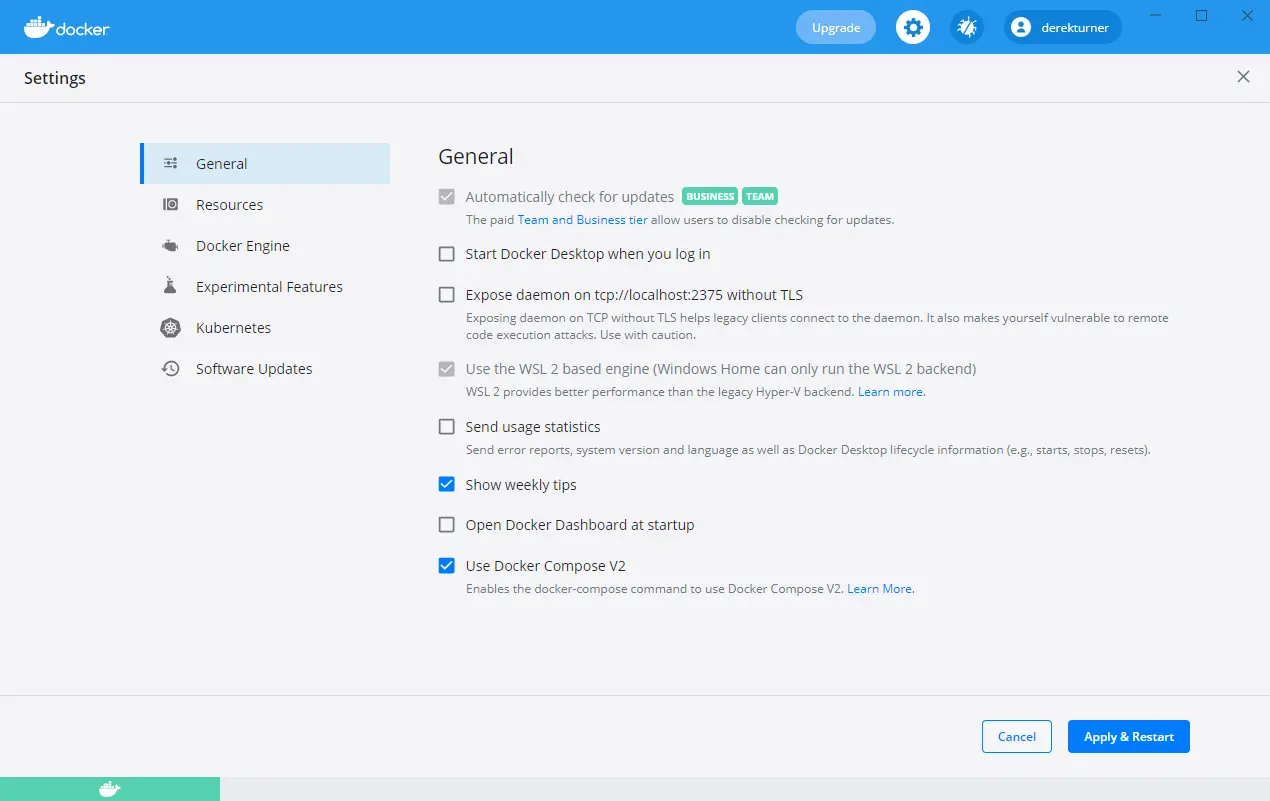 docker
Upgrade
derekturner
Settings
General
Resources
Docker Engine
Experimental Features
Kubernetes
Software Updates
General
Automatically check for updates BUSINESS TEAM
The paid Team and Business tier allow users to disable checking for updates.
Start Docker Desktop when you log in
Expose daemon on tcp://localhost:2375 without TLS
Exposing daemon on TCP without TLS helps legacy clients connect to the daemon. It also makes yourself vulnerable to remote
code execution attacks. Use with caution.
Use the WSL 2 based engine (Windows Home can only run the WSL 2 backend)
WSL 2 provides better performance than the legacy Hyper-V backend. Learn more.
Send usage statistics
Send error reports, system version and language as well as Docker Desktop lifecycle information (e.g., starts, stops, resets).
Show weekly tips
Open Docker Dashboard at startup
Use Docker Compose V2
Enables the docker-compose command to use Docker Compose V2. Learn More.
Cancel
Apply & Restart